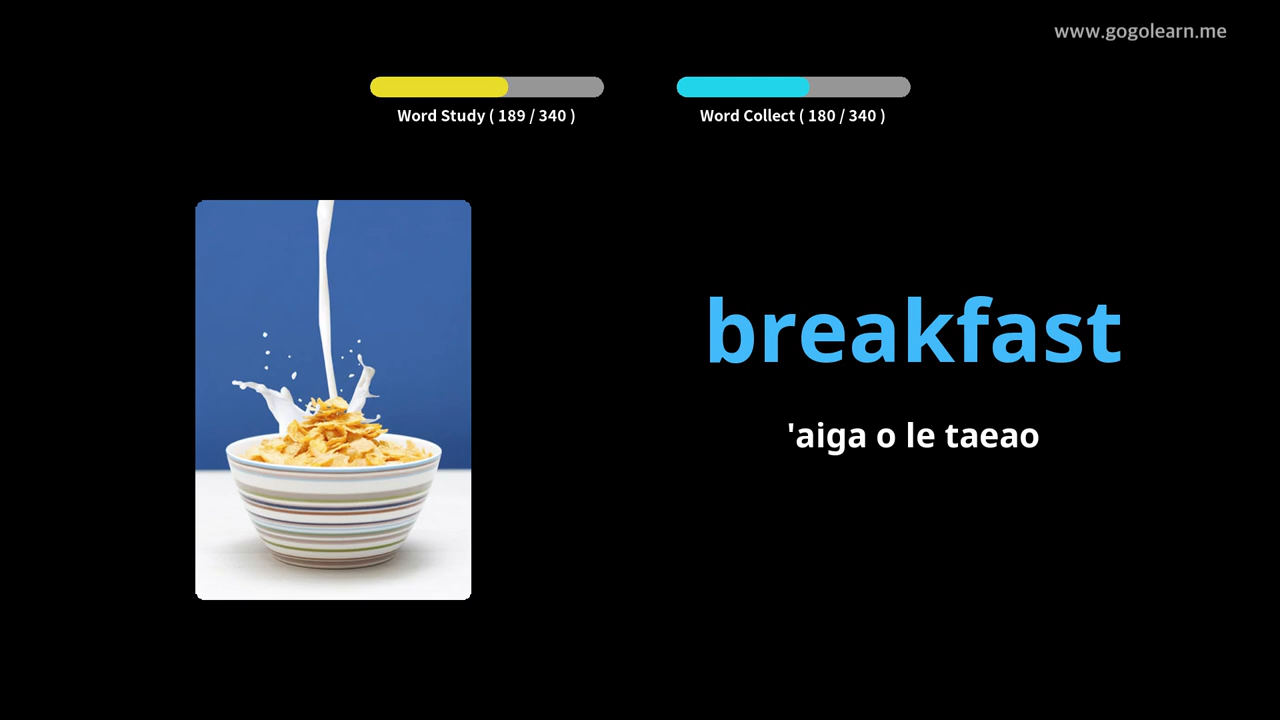 www.gogolearn.me
Word Study ( 189 / 340 )
Word Collect ( 180 / 340 )
breakfast
'aiga o le taeao